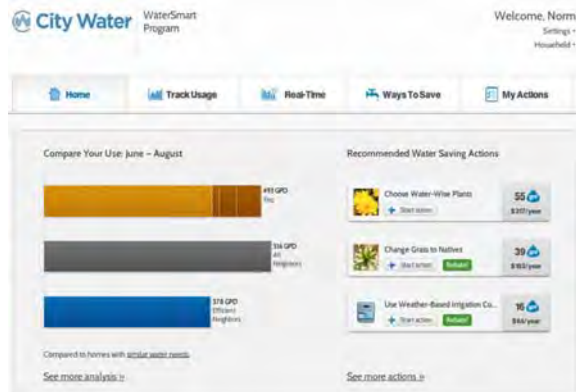 City Water
WaterSmart
Program
Welcome, Norm
Settings
Household
Home
Track Usage
Real-Time
Ways To Save
My Actions
Compare Your Use: June – August
Recommended Water Saving Actions
GPD
You
GPD
All
Neighbors
378 GPD
Efficient
Neighbors
Compared to homes with similar water needs.
See more analysis »
Choose Water-Wise Plants
Start action
55
Change Grass to Natives
Start action
Rebate!
39
Use Weather-Based Irrigation Co...
Start action
Rebate!
16
See more actions »